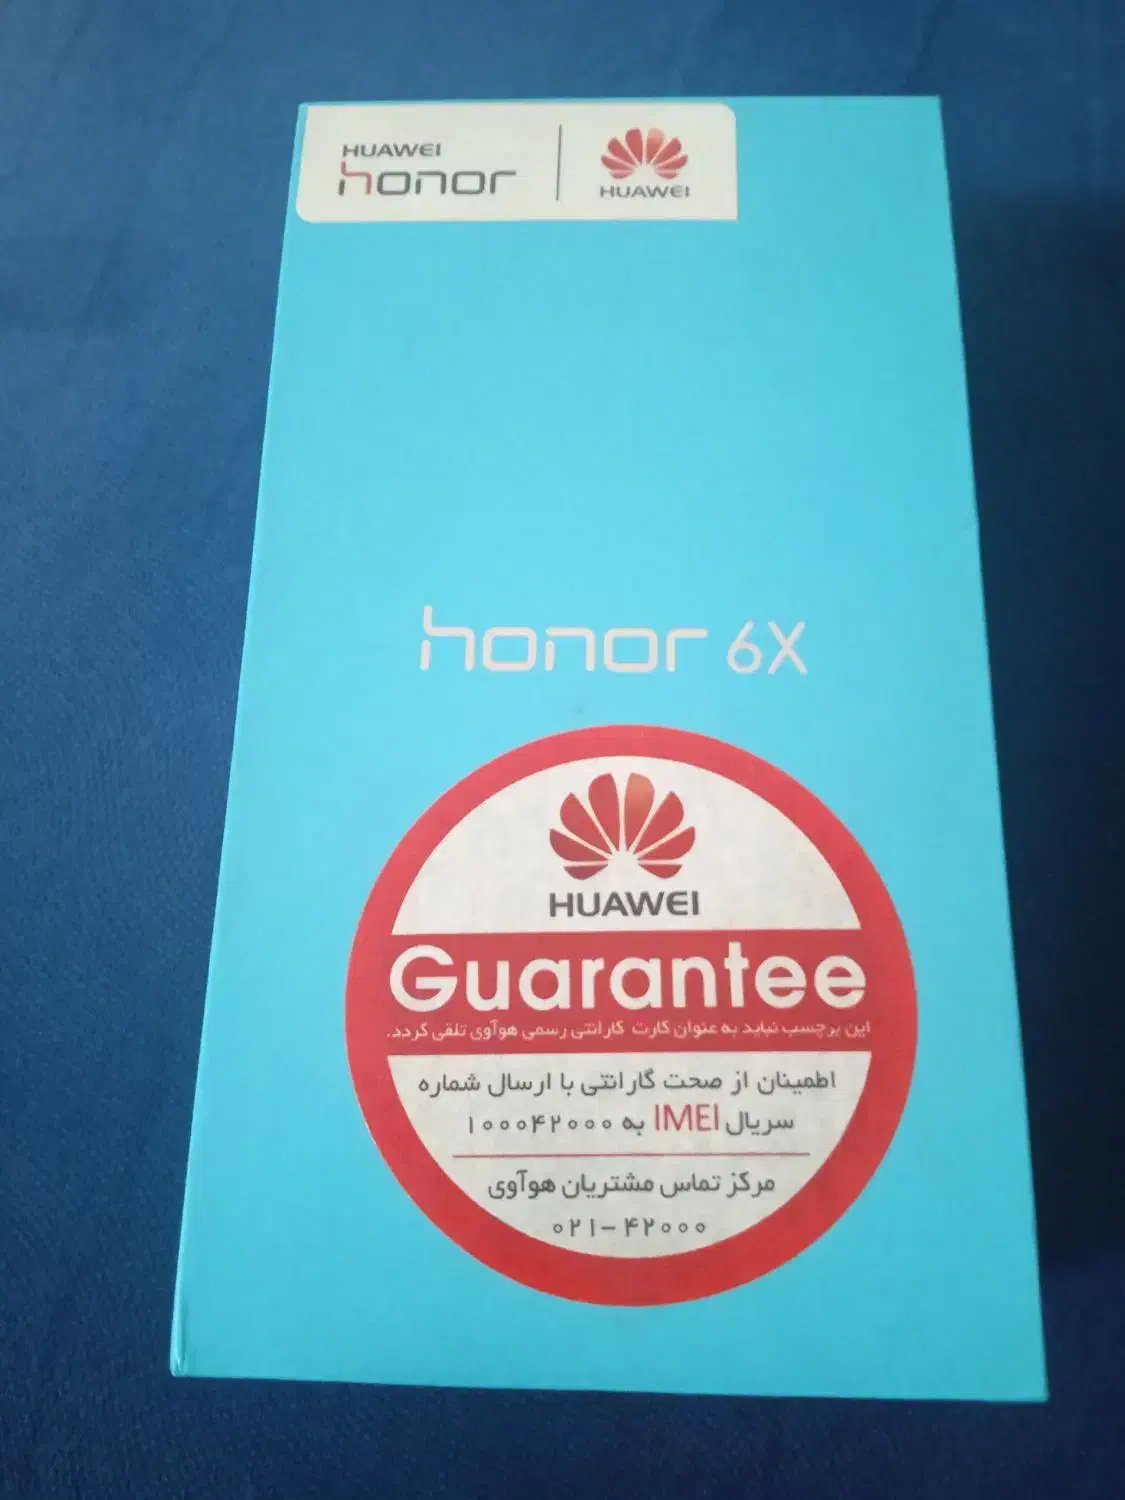 HUAWEI
honor
HUAWEI
honor 6X
HUAWEI
Guarantee
این برچسب نباید به عنوان کارت گارانتی رسمی هوآوی تلقی گردد.
اطمینان از صحت گارانتی با ارسال شماره
سریال IMEI به ۱۰۰۰۴۲۰۰۰
مرکز تماس مشتریان هوآوی
۰۲۱-۴۲۰۰۰